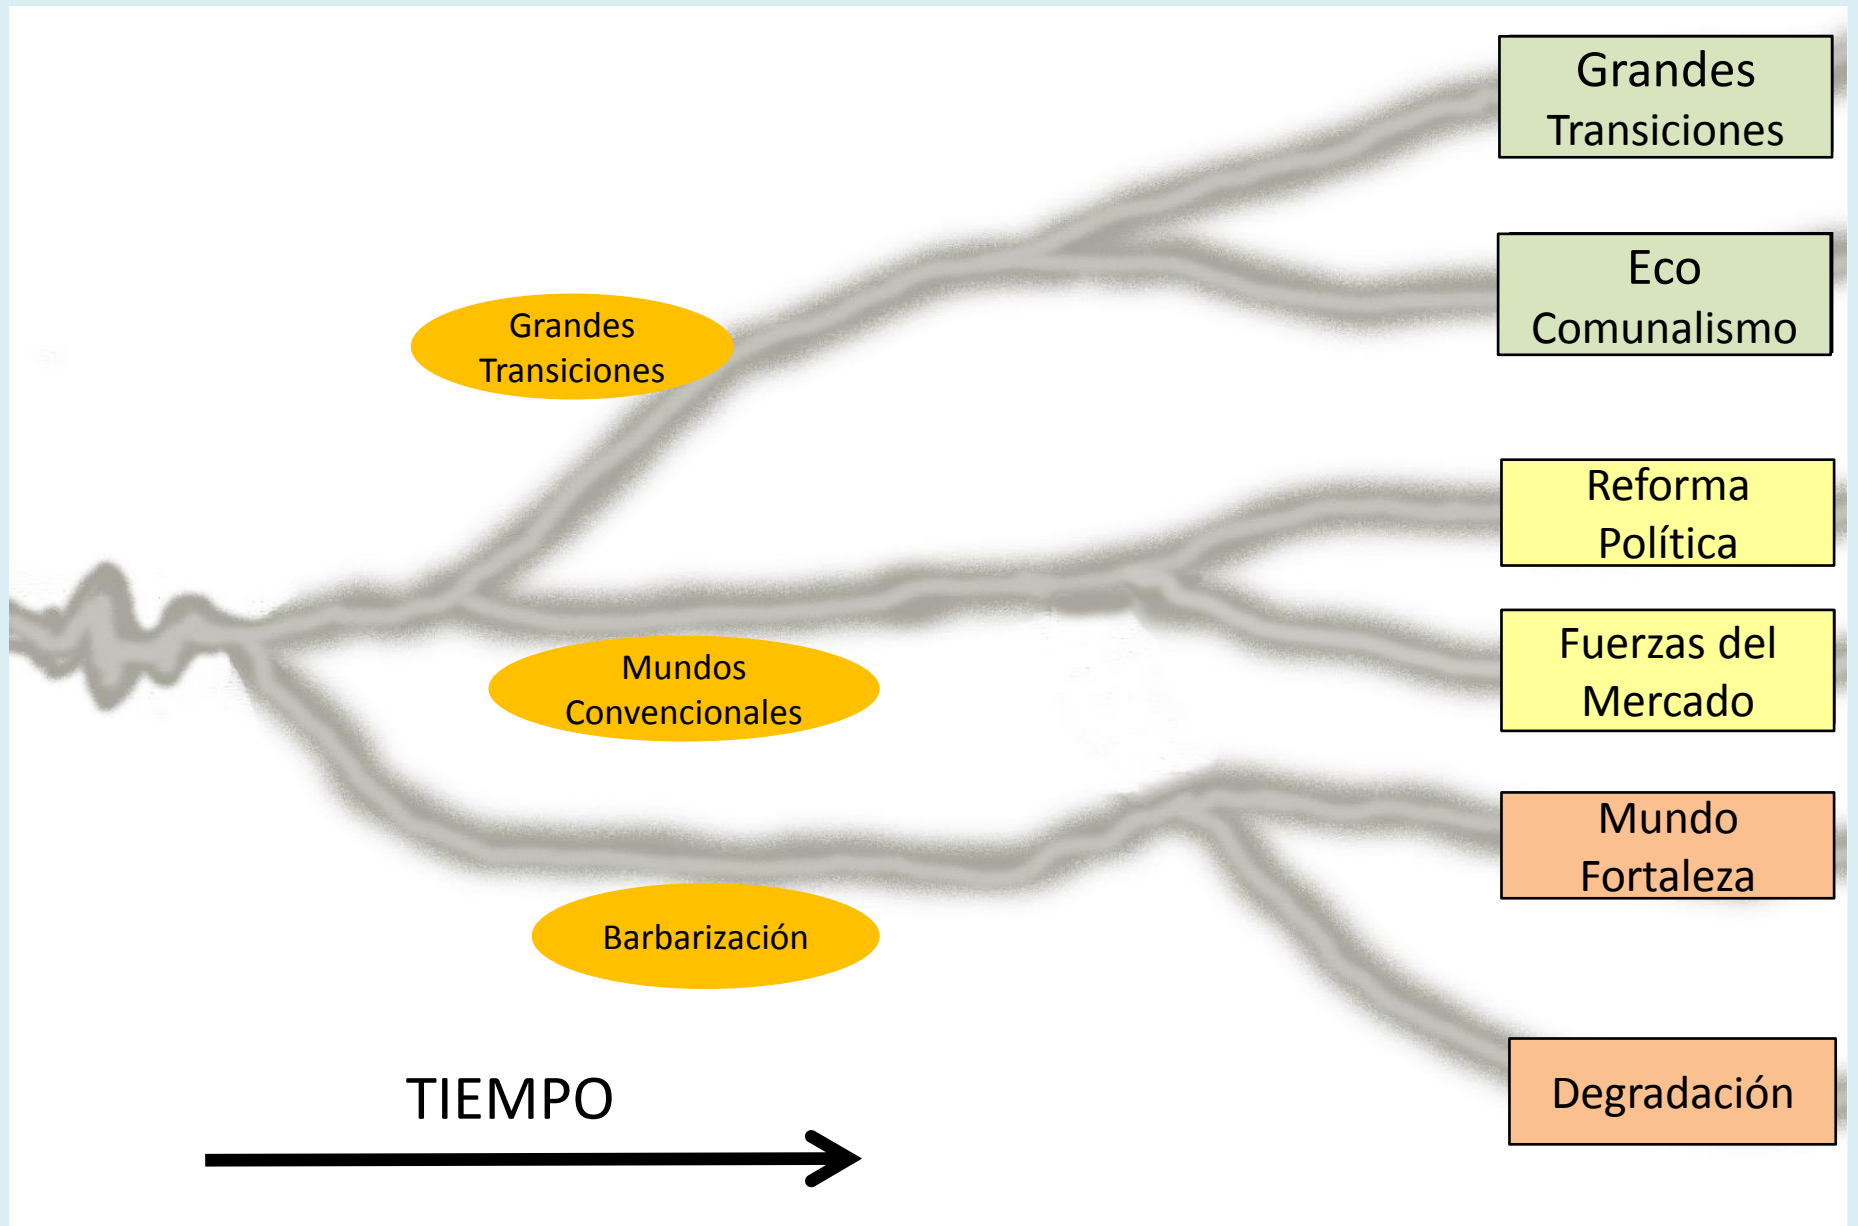 Grandes
Transiciones
Eco
Comunalismo
Grandes
Transiciones
Reforma
Política
Fuerzas del
Mercado
Mundos
Convencionales
Mundo
Fortaleza
Barbarización
Degradación
TIEMPO